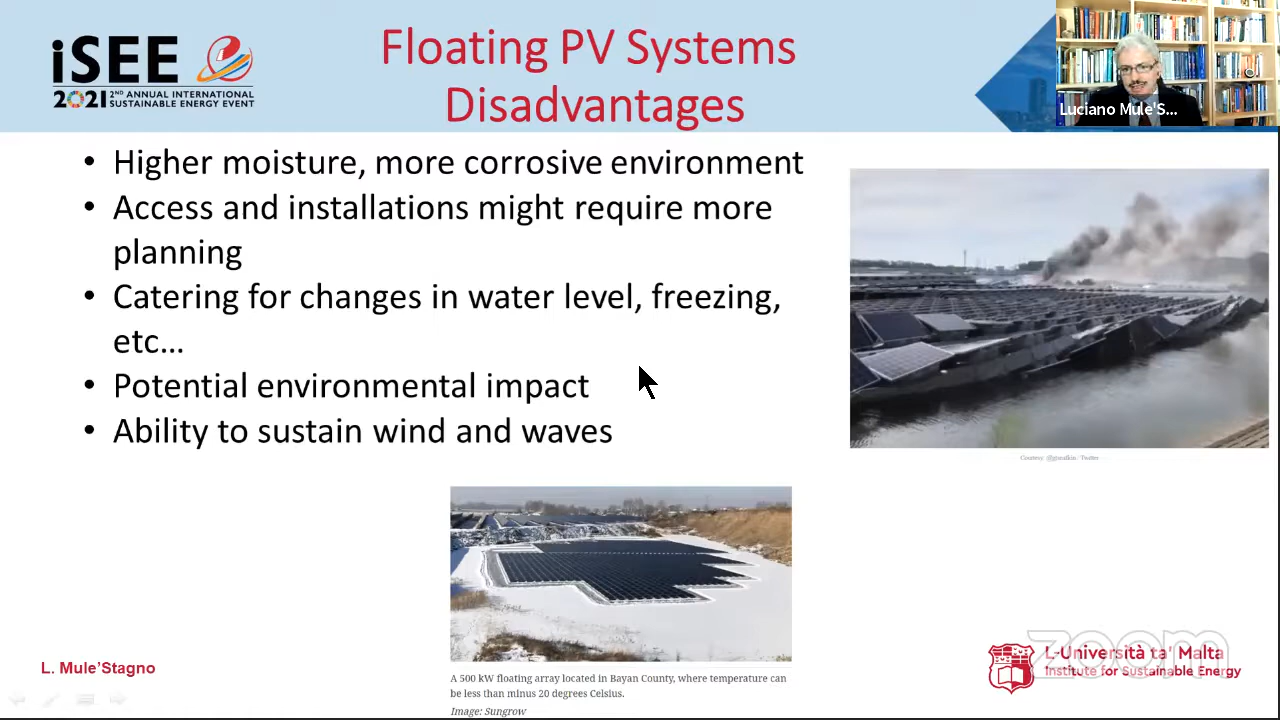 iSEE
2021 2ND ANNUAL INTERNATIONAL
SUSTAINABLE ENERGY EVENT
Floating PV Systems
Disadvantages
Luciano Mule'S...
• Higher moisture, more corrosive environment
• Access and installations might require more
planning
• Catering for changes in water level, freezing,
etc...
• Potential environmental impact
• Ability to sustain wind and waves
Courtesy Twitter
A 500 kW floating array located in Bayan County, where temperature can
be less than minus 20 degrees Celsius.
Image: Sungrow
L. Mule'Stagno
zoom
L-Università ta' Malta
Institute for Sustainable Energy